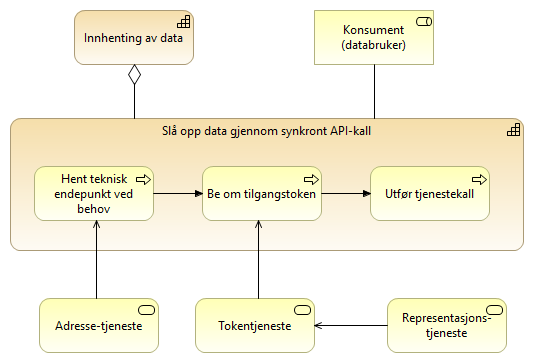 Innhenting av data
Konsument
(databruker)
Slå opp data gjennom synkront API-kall
Hent teknisk
endepunkt ved
behov
Be om tilgangstoken
Utfør tjenestekall
Adresse-tjeneste
Tokentjeneste
Representasjons-
tjeneste